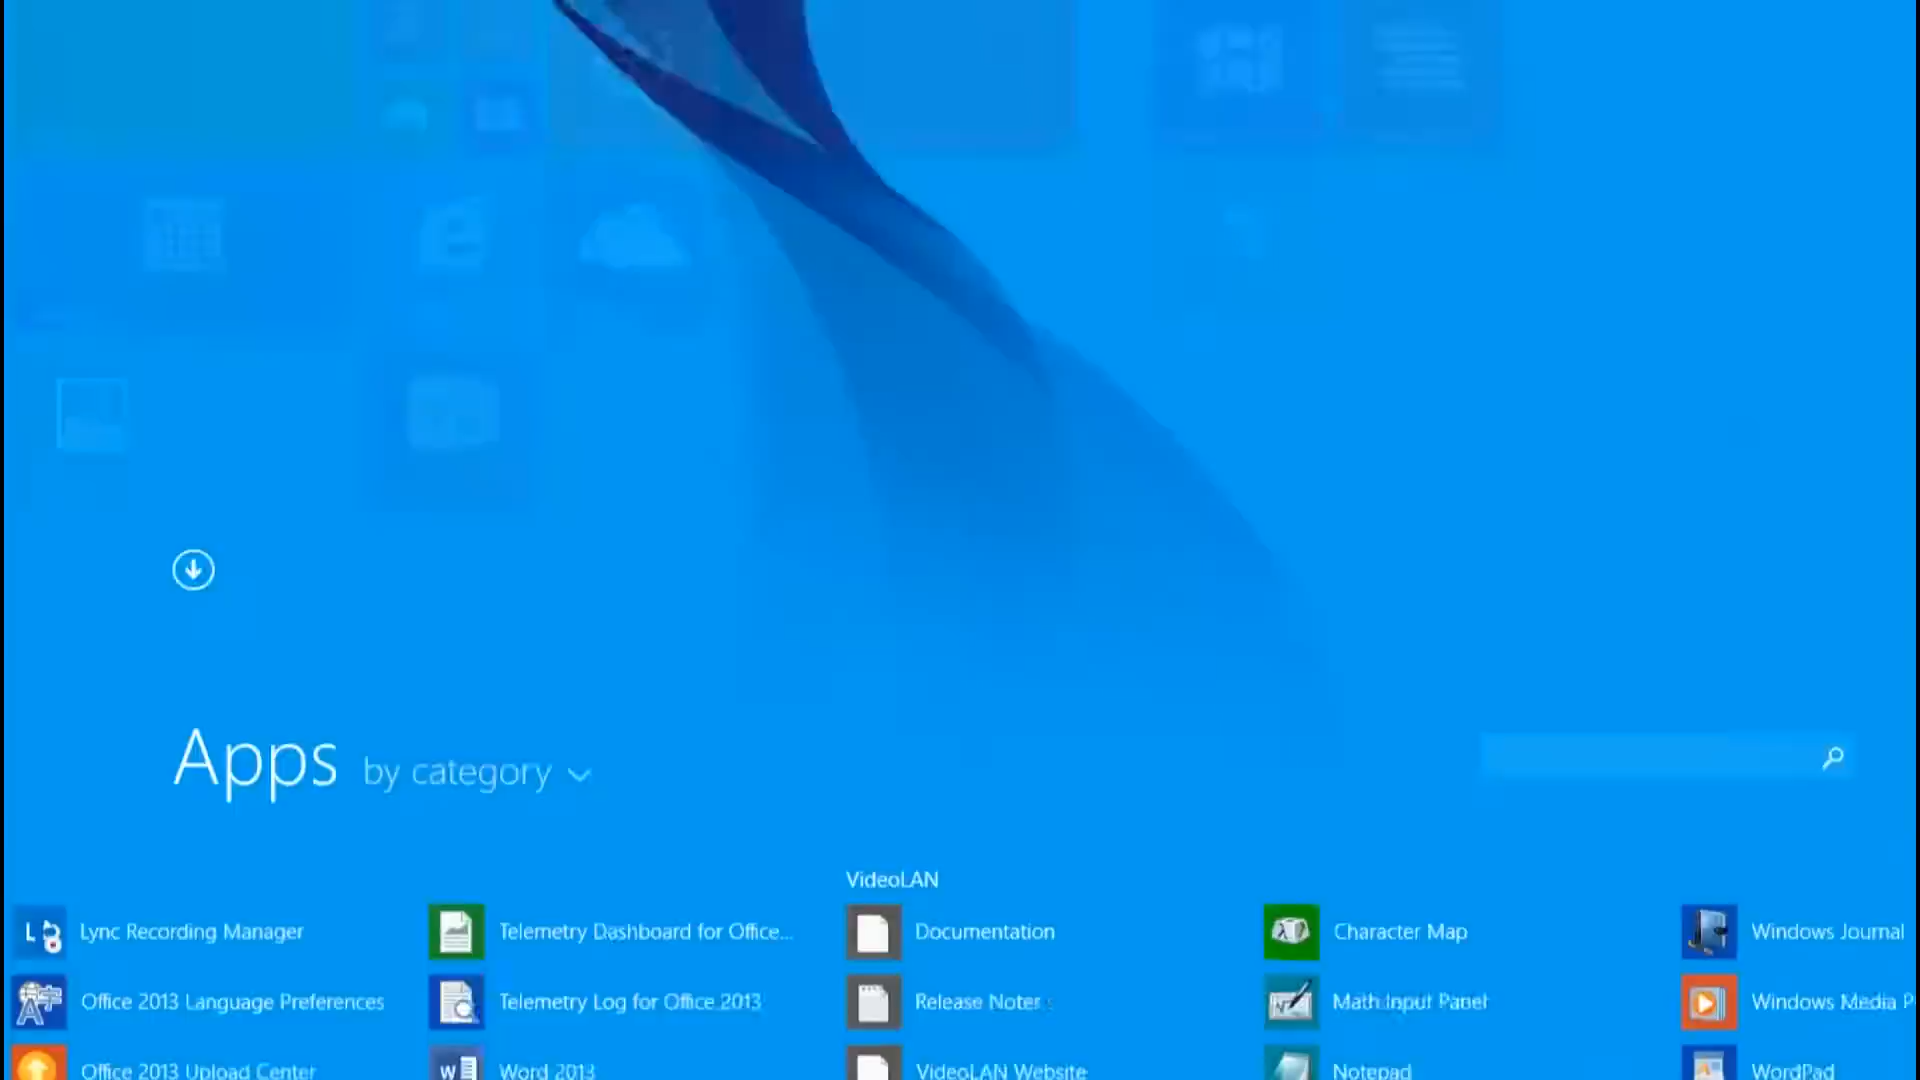 Apps by category
VideoLAN
Lync Recording Manager
Telemetry Dashboard for Office...
Documentation
Character Map
Windows Journal
Office 2013 Language Preferences
Telemetry Log for Office 2013
Release Notes
Math Input Panel
Windows Media P
Office 2013 Upload Center
Word 2013
VideoLAN Website
Notepad
WordPad